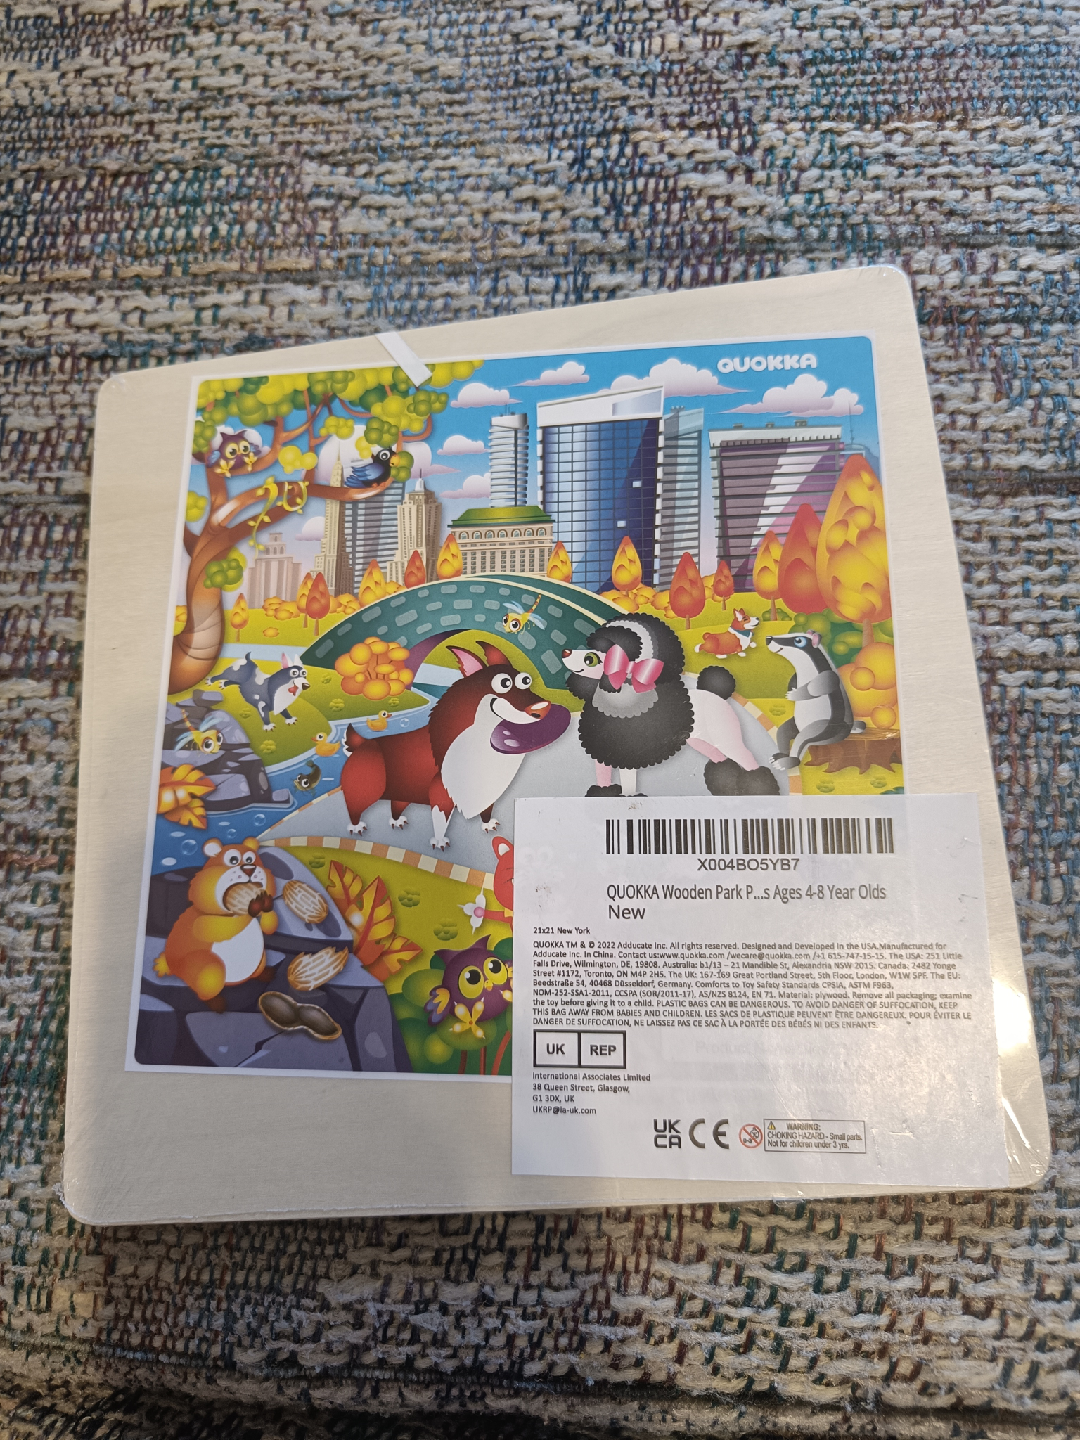 QUOKKA
X004BO5YB7
QUOKKA Wooden Park P...s Ages 4-8 Year Olds
New
21x21 New York
QUOKKA TM & © 2022 Adducate Inc. All rights reserved. Designed and Developed in the USA.Manufactured for
Adducate Inc. in China. Contact us:www.quokka.com /wecare@quokka.com /+1 615-747-15-15. The USA: 251 Little
Falls Drive, Wilmington, DE, 19808. Australia: b1/13 – 21 Mandible St, Alexandria NSW 2015. Canada: 2482 Yonge
Street #1172, Toronto, ON M4P 2H5. The UK: 167-169 Great Portland Street, 5th Floor, London, W1W 5PF. The EU:
Beedstraße 54, 40468 Düsseldorf, Germany. Comforts to Toy Safety Standards CPSIA, ASTM F963,
NOM-252-SSA1-2011, CCSPA (SOR/2011-17), AS/NZS 8124, EN 71. Material: plywood. Remove all packaging; examine
the toy before giving it to a child. PLASTIC BAGS CAN BE DANGEROUS. TO AVOID DANGER OF SUFFOCATION, KEEP
THIS BAG AWAY FROM BABIES AND CHILDREN. LES SACS DE PLASTIQUE PEUVENT ÊTRE DANGEREUX. POUR ÉVITER LE
DANGER DE SUFFOCATION, NE LAISSEZ PAS CE SAC À LA PORTÉE DES BÉBÉS NI DES ENFANTS.
UK REP
International Associates Limited
38 Queen Street, Glasgow,
G1 3DX, UK
UKRP@ia-uk.com
UK
CA CE
WARNING:
CHOKING HAZARD - Small parts.
Not for children under 3 yrs.